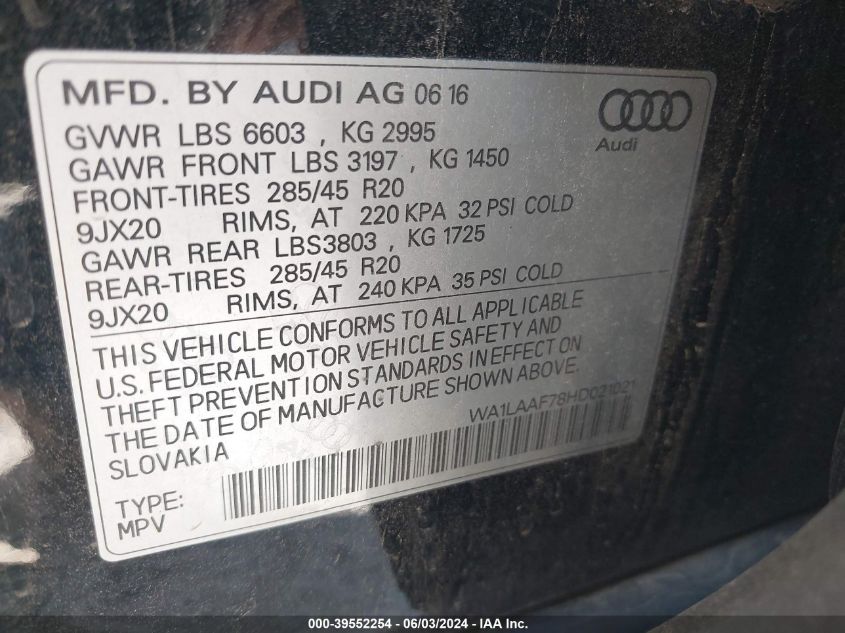 MFD. BY AUDI AG 06 16
Audi
GVWR LBS 6603 , KG 2995
GAWR FRONT LBS 3197 , KG 1450
FRONT-TIRES 285/45 R20
9JX20 RIMS, AT 220 KPA 32 PSI COLD
GAWR REAR LBS3803 , KG 1725
REAR-TIRES 285/45 R20
9JX20 RIMS, AT 240 KPA 35 PSI COLD
THIS VEHICLE CONFORMS TO ALL APPLICABLE
U.S. FEDERAL MOTOR VEHICLE SAFETY AND
THEFT PREVENTION STANDARDS IN EFFECT ON
THE DATE OF MANUFACTURE SHOWN ABOVE.
SLOVAKIA
WA1LAAF78HD021021
TYPE:
MPV
000-39552254 - 06/03/2024 - IAA Inc.